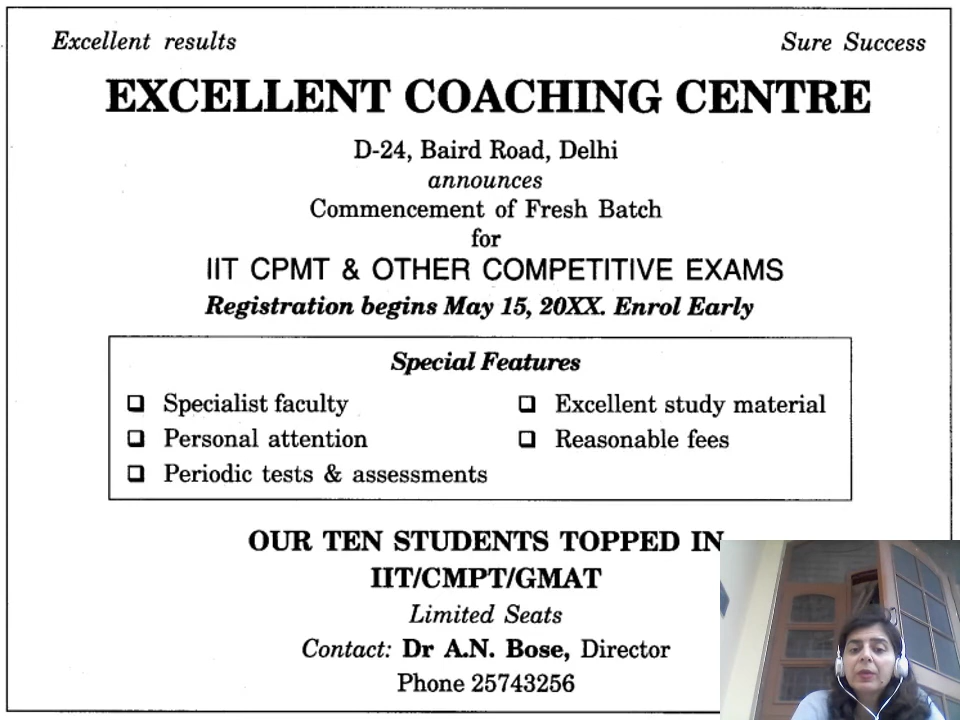 Excellent results
Sure Success
EXCELLENT COACHING CENTRE
D-24, Baird Road, Delhi
announces
Commencement of Fresh Batch
for
IIT CPMT & OTHER COMPETITIVE EXAMS
Registration begins May 15, 20XX. Enrol Early
Special Features
❑ Specialist faculty
❑ Excellent study material
❑ Personal attention
❑ Reasonable fees
❑ Periodic tests & assessments
OUR TEN STUDENTS TOPPED IN
IIT/CMPT/GMAT
Limited Seats
Contact: Dr A.N. Bose, Director
Phone 25743256